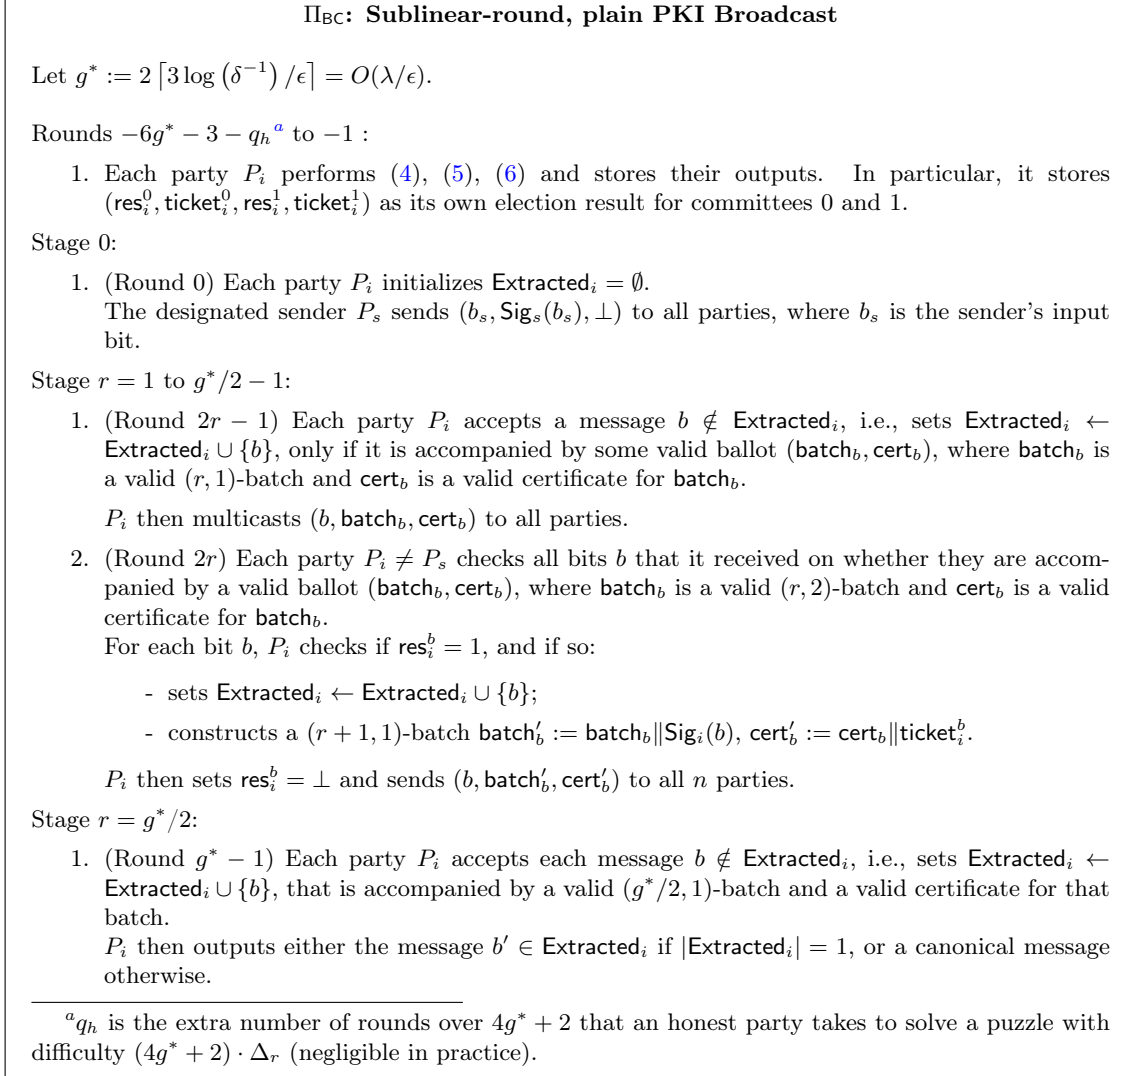 Π_BC: Sublinear-round, plain PKI Broadcast
Let g* := 2 ⌈3 log (δ⁻¹) /ϵ⌉ = O(λ/ϵ).
Rounds −6g* − 3 − q_h^a to −1 :
1. Each party P_i performs (4), (5), (6) and stores their outputs. In particular, it stores
(res_i^0, ticket_i^0, res_i^1, ticket_i^1) as its own election result for committees 0 and 1.
Stage 0:
1. (Round 0) Each party P_i initializes Extracted_i = ∅.
The designated sender P_s sends (b_s, Sig_s(b_s), ⊥) to all parties, where b_s is the sender's input
bit.
Stage r = 1 to g*/2 − 1:
1. (Round 2r − 1) Each party P_i accepts a message b ∉ Extracted_i, i.e., sets Extracted_i ←
Extracted_i ∪ {b}, only if it is accompanied by some valid ballot (batch_b, cert_b), where batch_b is
a valid (r, 1)-batch and cert_b is a valid certificate for batch_b.
P_i then multicasts (b, batch_b, cert_b) to all parties.
2. (Round 2r) Each party P_i ≠ P_s checks all bits b that it received on whether they are accom-
panied by a valid ballot (batch_b, cert_b), where batch_b is a valid (r, 2)-batch and cert_b is a valid
certificate for batch_b.
For each bit b, P_i checks if res_i^b = 1, and if so:
- sets Extracted_i ← Extracted_i ∪ {b};
- constructs a (r + 1, 1)-batch batch′_b := batch_b∥Sig_i(b), cert′_b := cert_b∥ticket_i^b.
P_i then sets res_i^b = ⊥ and sends (b, batch′_b, cert′_b) to all n parties.
Stage r = g*/2:
1. (Round g* − 1) Each party P_i accepts each message b ∉ Extracted_i, i.e., sets Extracted_i ←
Extracted_i ∪ {b}, that is accompanied by a valid (g*/2, 1)-batch and a valid certificate for that
batch.
P_i then outputs either the message b′ ∈ Extracted_i if |Extracted_i| = 1, or a canonical message
otherwise.
^a q_h is the extra number of rounds over 4g* + 2 that an honest party takes to solve a puzzle with
difficulty (4g* + 2) · Δ_r (negligible in practice).